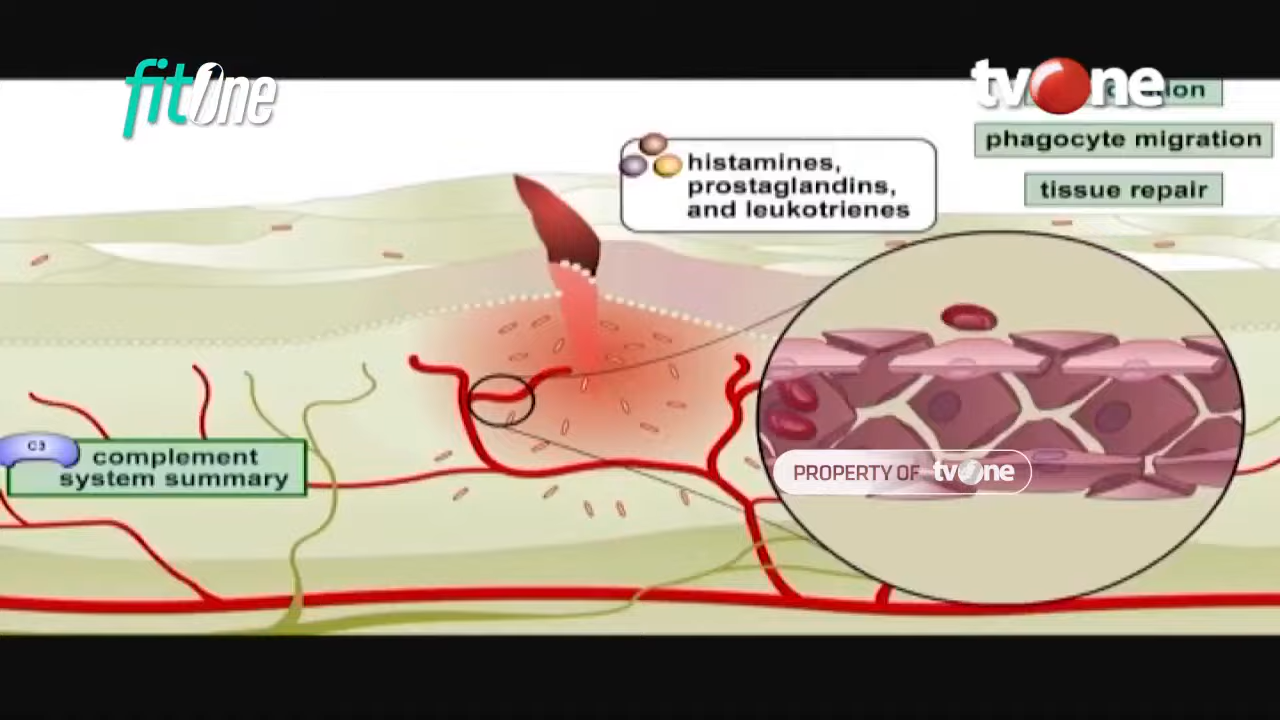 fitOne
tvOne
phagocyte migration
histamines,
prostaglandins,
and leukotrienes
tissue repair
C3
complement
system summary
PROPERTY OF tvOne